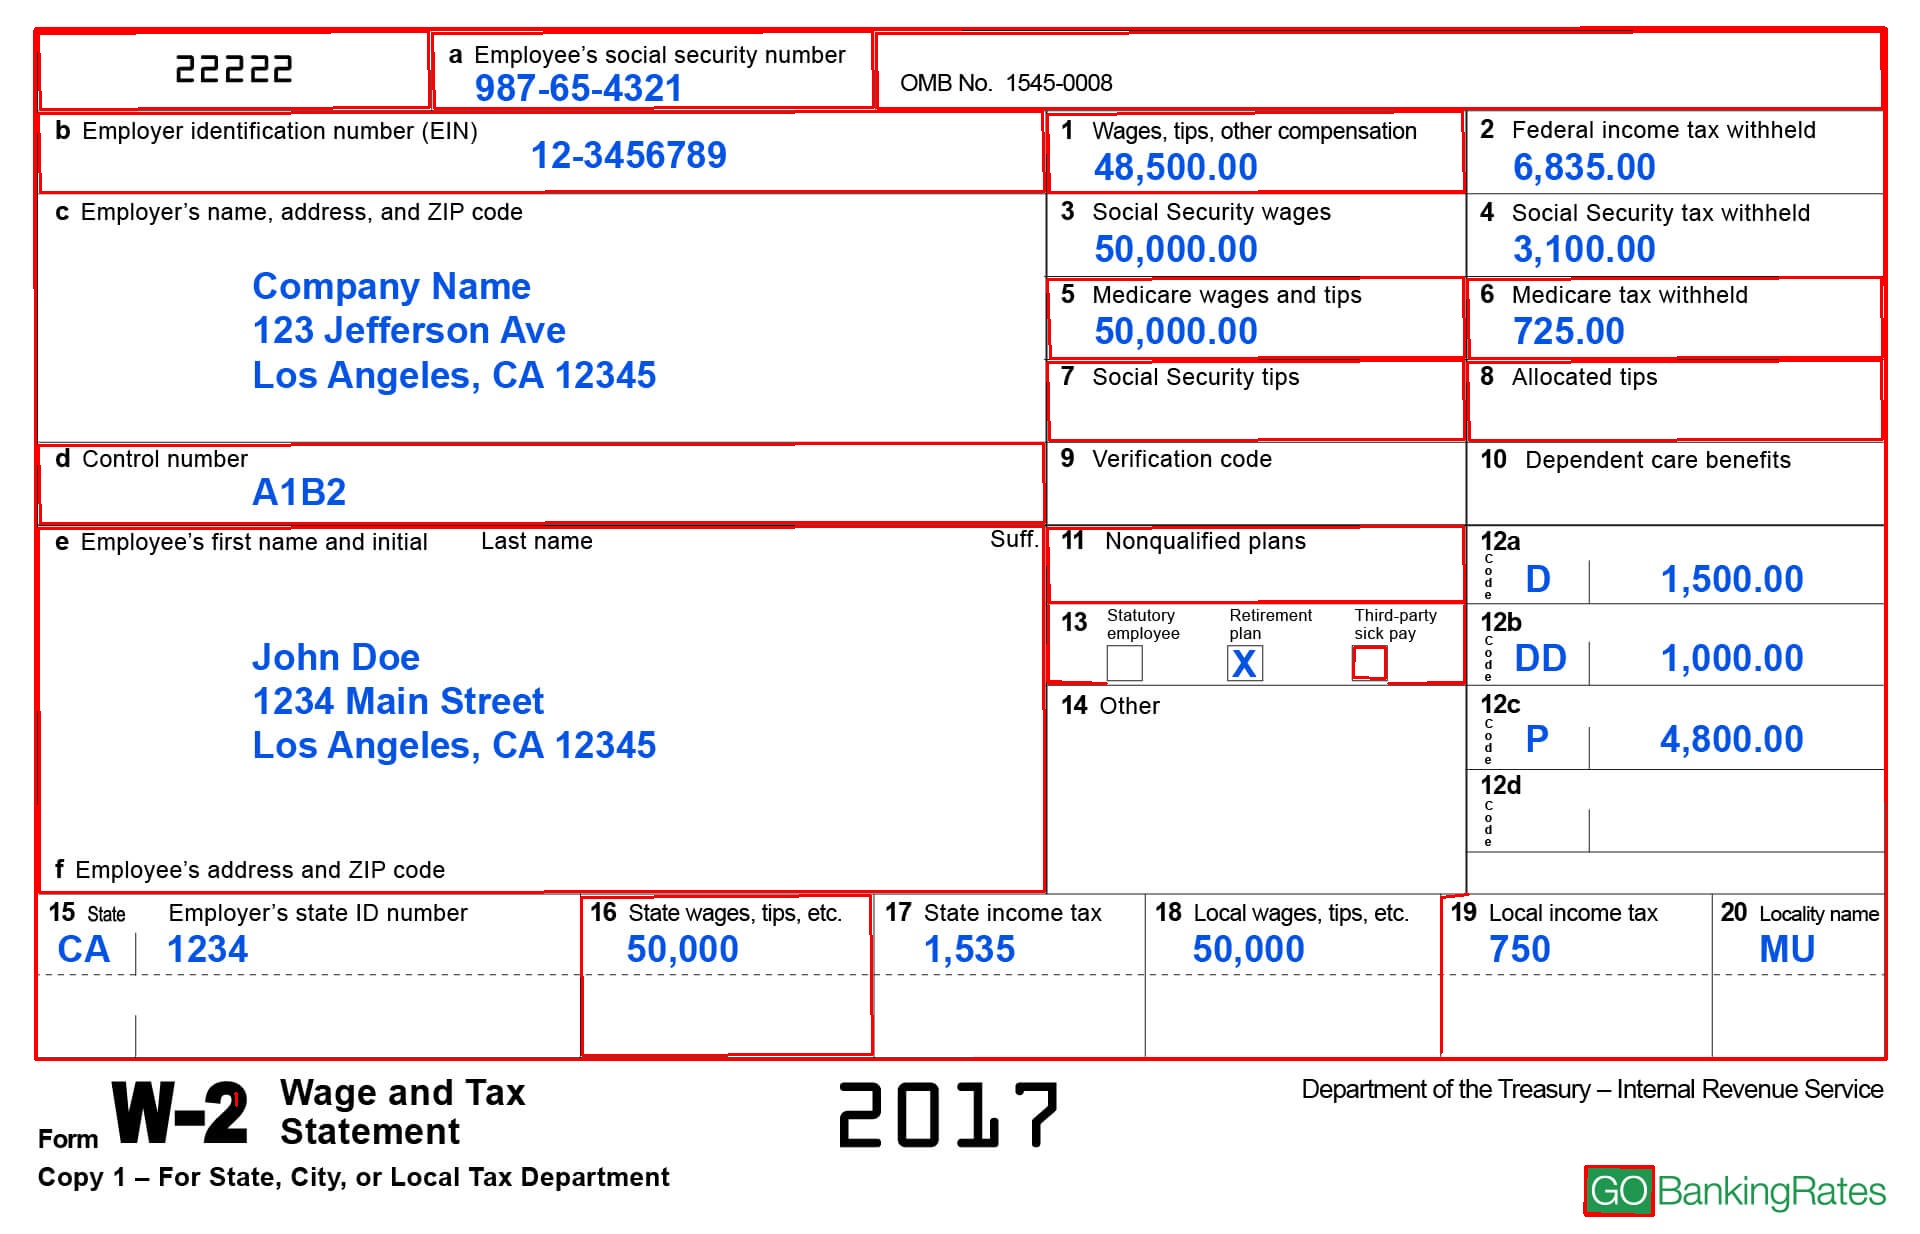 22222
a Employee’s social security number
987-65-4321
OMB No. 1545-0008
b Employer identification number (EIN)
12-3456789
1 Wages, tips, other compensation
48,500.00
2 Federal income tax withheld
6,835.00
c Employer’s name, address, and ZIP code
Company Name
123 Jefferson Ave
Los Angeles, CA 12345
3 Social Security wages
50,000.00
4 Social Security tax withheld
3,100.00
5 Medicare wages and tips
50,000.00
6 Medicare tax withheld
725.00
7 Social Security tips
8 Allocated tips
d Control number
A1B2
9 Verification code
10 Dependent care benefits
e Employee’s first name and initial Last name Suff.
John Doe
1234 Main Street
Los Angeles, CA 12345
f Employee’s address and ZIP code
11 Nonqualified plans
12a
Code D 1,500.00
13 Statutory employee Retirement plan Third-party sick pay
X
12b
Code DD 1,000.00
14 Other
12c
Code P 4,800.00
12d
Code
15 State Employer’s state ID number
CA 1234
16 State wages, tips, etc.
50,000
17 State income tax
1,535
18 Local wages, tips, etc.
50,000
19 Local income tax
750
20 Locality name
MU
Form W-2 Wage and Tax Statement
2017
Department of the Treasury – Internal Revenue Service
Copy 1 – For State, City, or Local Tax Department
GOBankingRates